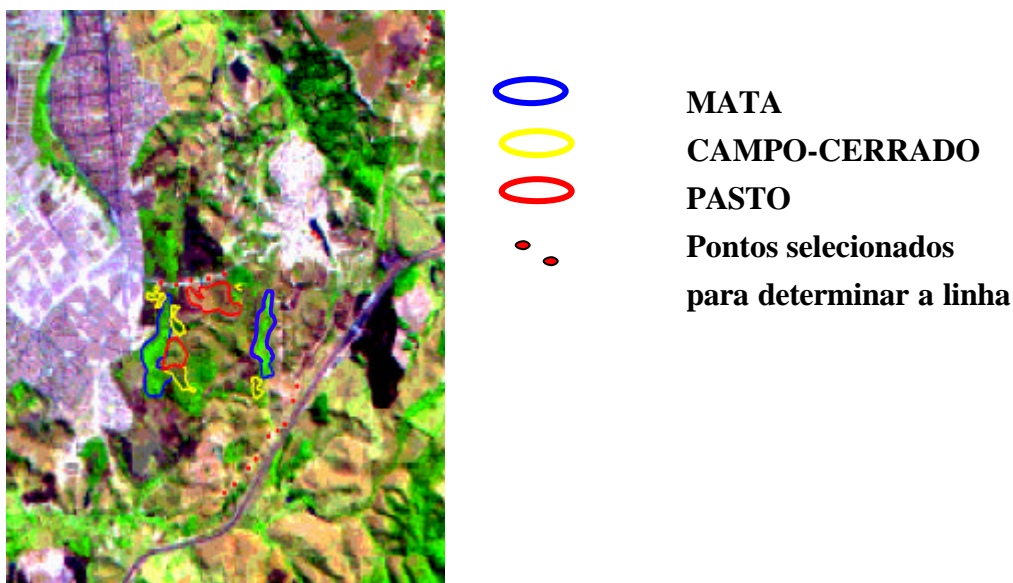 MATA
CAMPO-CERRADO
PASTO
Pontos selecionados
para determinar a linha